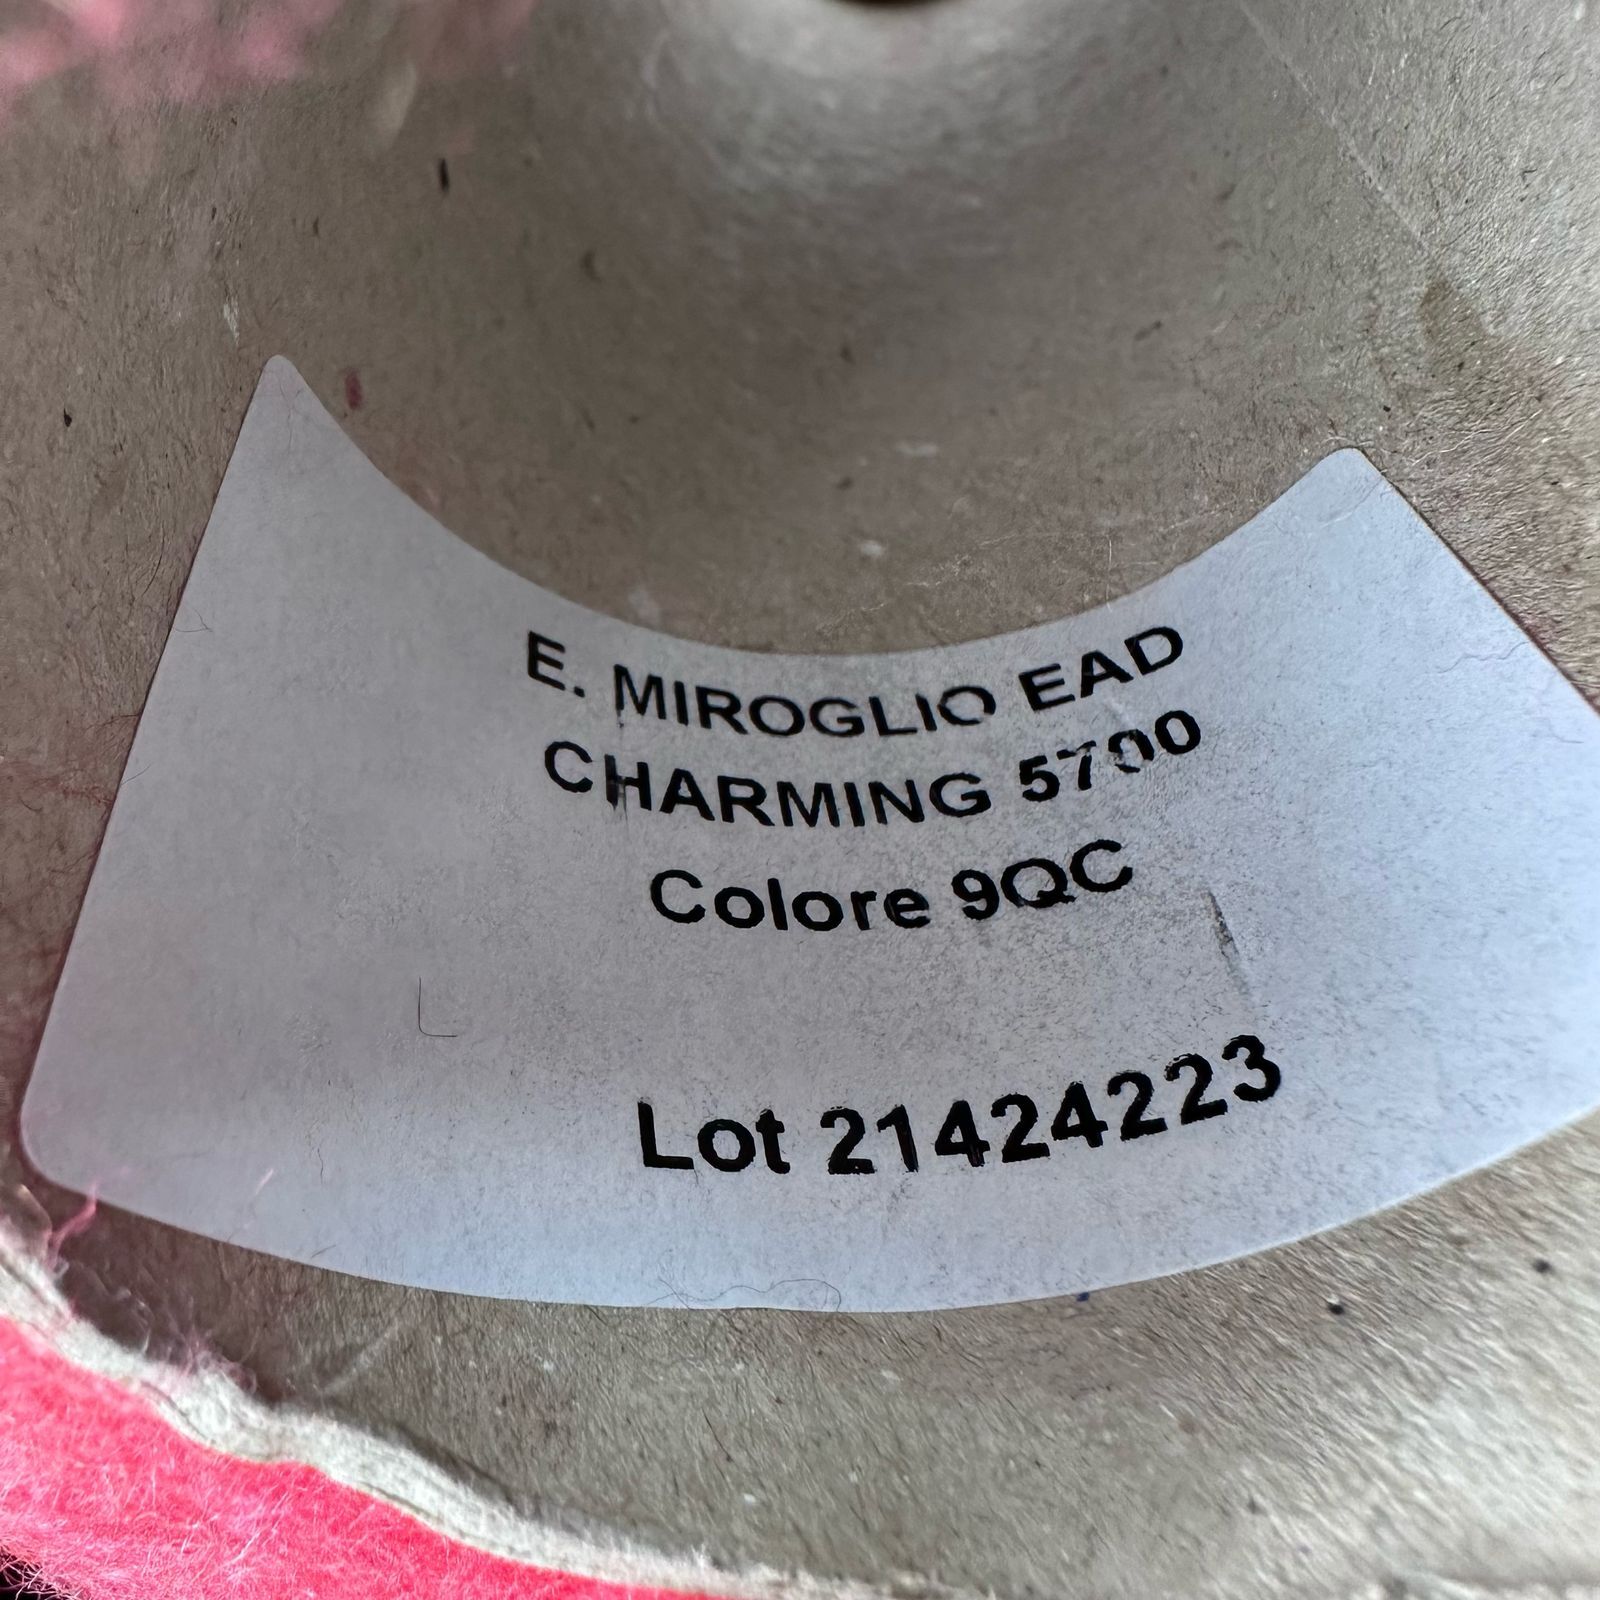 E. MIROGLIO EAD
CHARMING 5700
Colore 9QC
Lot 21424223